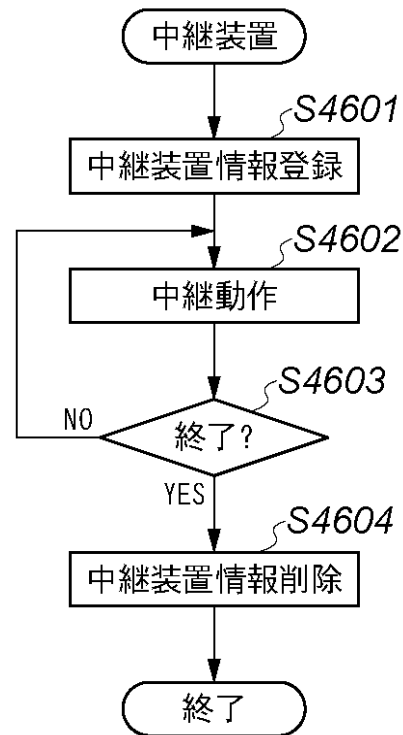 中継装置
S4601
中継装置情報登録
S4602
中継動作
S4603
終了?
NO
YES
S4604
中継装置情報削除
終了